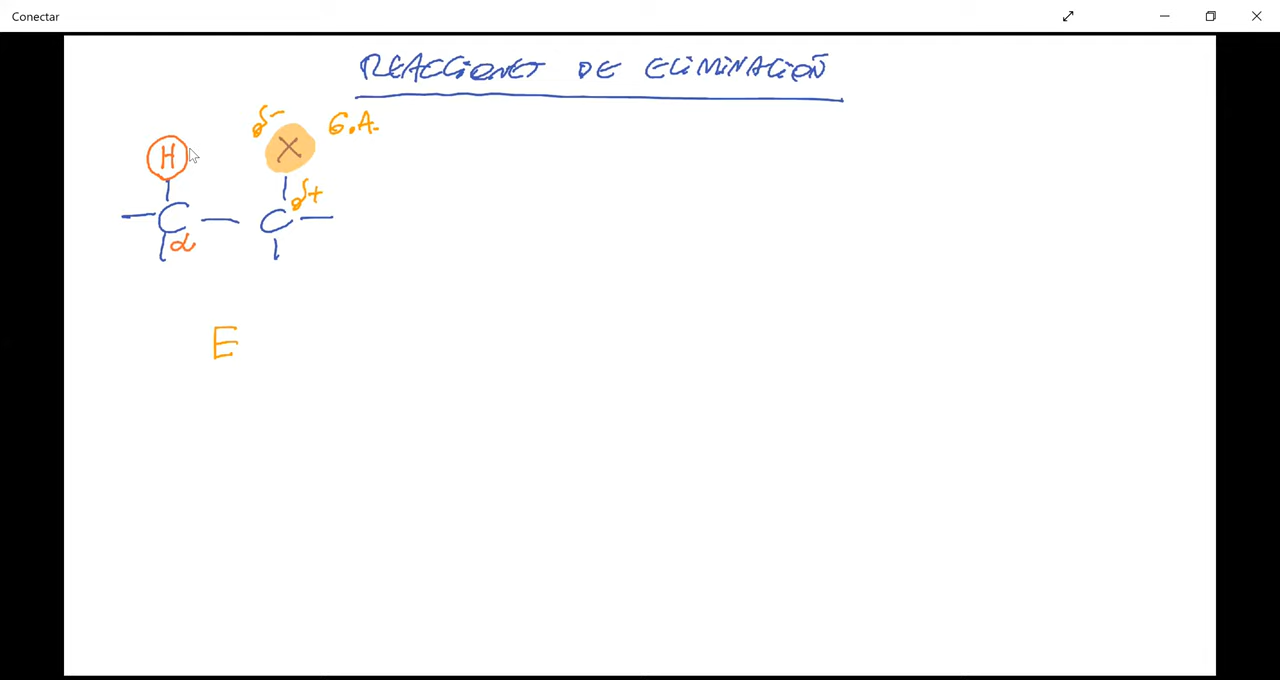 Conectar
REACCIONES DE ELIMINACIÓN
δ- G.A.
H X
δ+
C C
α
E